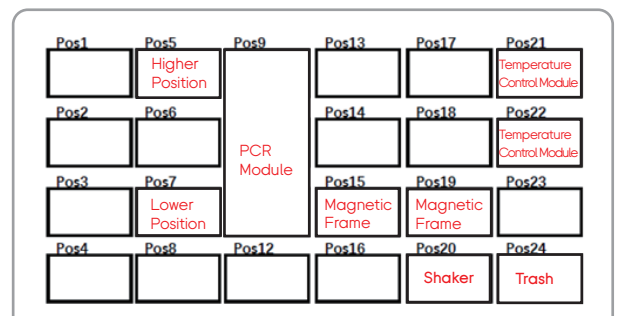 Pos1 Pos5 Pos9 Pos13 Pos17 Pos21
Higher
Position
Temperature
Control Module
Pos2 Pos6 Pos14 Pos18 Pos22
PCR
Module
Temperature
Control Module
Pos3 Pos7 Pos15 Pos19 Pos23
Lower
Position
Magnetic
Frame
Magnetic
Frame
Pos4 Pos8 Pos12 Pos16 Pos20 Pos24
Shaker
Trash